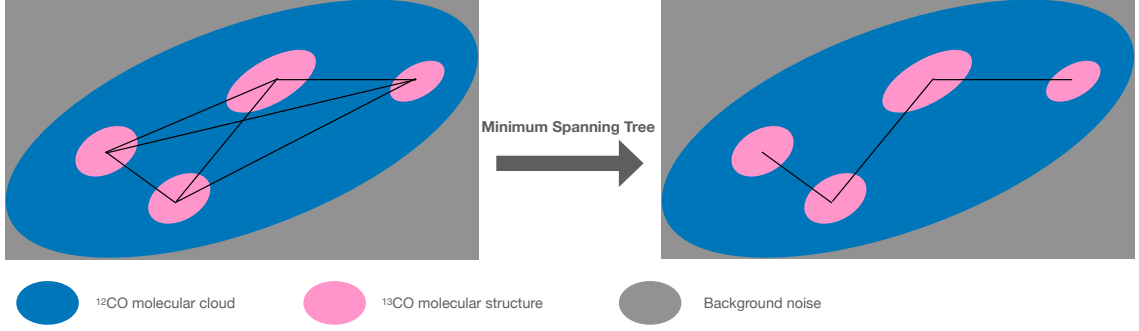 Minimum Spanning Tree
¹²CO molecular cloud
¹³CO molecular structure
Background noise